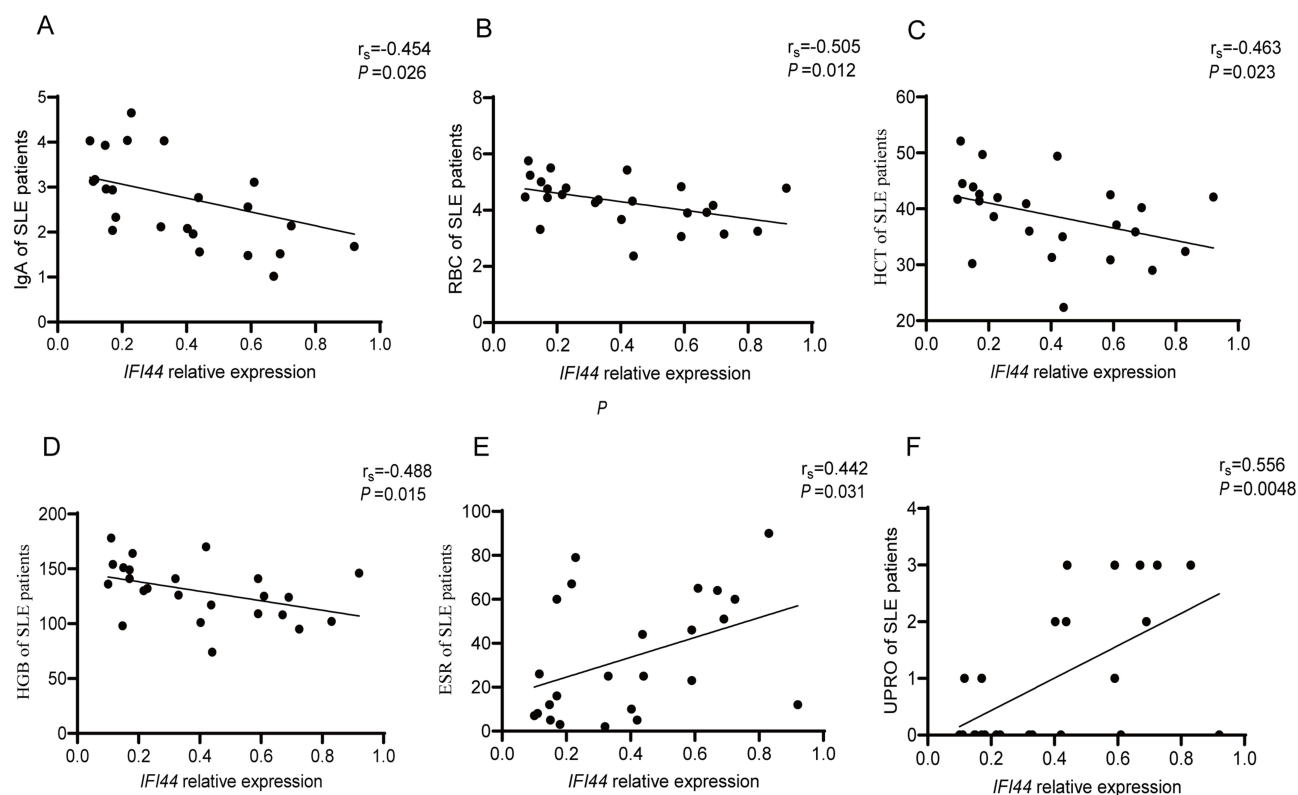 A
r_s=-0.454
P=0.026
5
4
3
2
1
0
IgA of SLE patients
0.0 0.2 0.4 0.6 0.8 1.0
IFI44 relative expression
B
r_s=-0.505
P=0.012
8
6
4
2
0
RBC of SLE patients
0.0 0.2 0.4 0.6 0.8 1.0
IFI44 relative expression
C
r_s=-0.463
P=0.023
60
50
40
30
20
HCT of SLE patients
0.0 0.2 0.4 0.6 0.8 1.0
IFI44 relative expression
P
D
r_s=-0.488
P=0.015
200
150
100
50
0
HGB of SLE patients
0.0 0.2 0.4 0.6 0.8 1.0
IFI44 relative expression
E
r_s=0.442
P=0.031
100
80
60
40
20
0
ESR of SLE patients
0.0 0.2 0.4 0.6 0.8 1.0
IFI44 relative expression
F
r_s=0.556
P=0.0048
4
3
2
1
0
UPRO of SLE patients
0.0 0.2 0.4 0.6 0.8 1.0
IFI44 relative expression